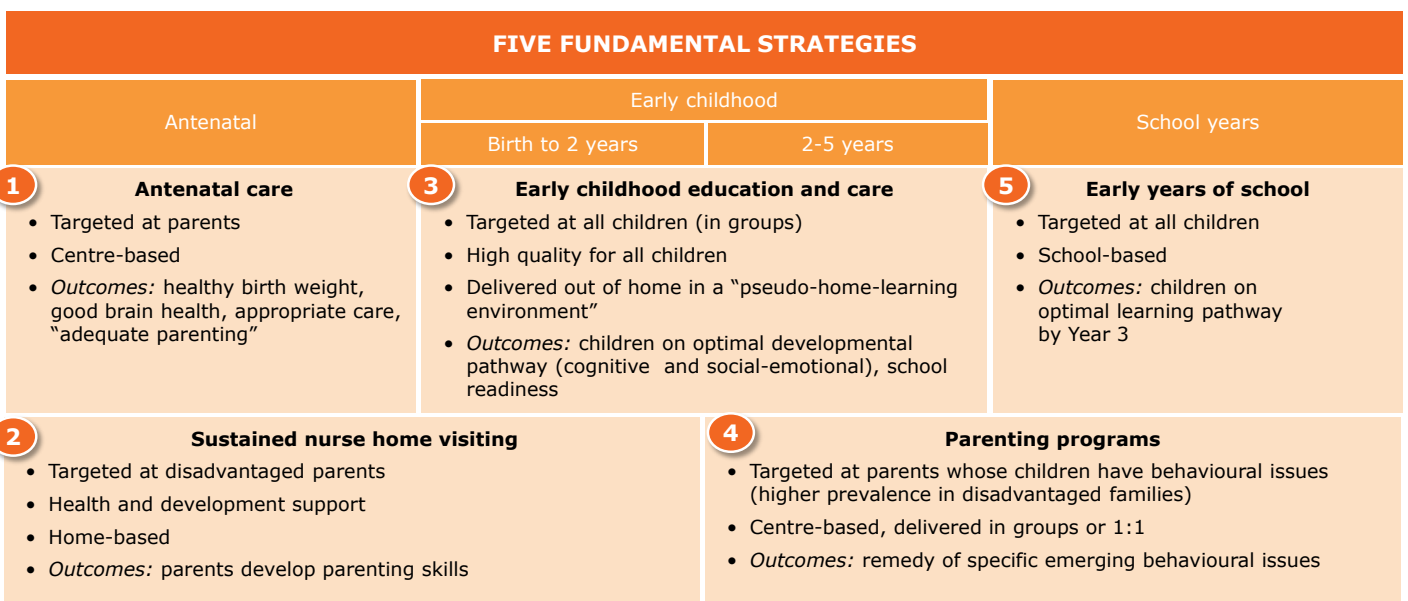 FIVE FUNDAMENTAL STRATEGIES
Antenatal
Early childhood
Birth to 2 years
2-5 years
School years
1
Antenatal care
• Targeted at parents
• Centre-based
• Outcomes: healthy birth weight,
good brain health, appropriate care,
“adequate parenting”
3
Early childhood education and care
• Targeted at all children (in groups)
• High quality for all children
• Delivered out of home in a “pseudo-home-learning
environment”
• Outcomes: children on optimal developmental
pathway (cognitive and social-emotional), school
readiness
5
Early years of school
• Targeted at all children
• School-based
• Outcomes: children on
optimal learning pathway
by Year 3
2
Sustained nurse home visiting
• Targeted at disadvantaged parents
• Health and development support
• Home-based
• Outcomes: parents develop parenting skills
4
Parenting programs
• Targeted at parents whose children have behavioural issues
(higher prevalence in disadvantaged families)
• Centre-based, delivered in groups or 1:1
• Outcomes: remedy of specific emerging behavioural issues